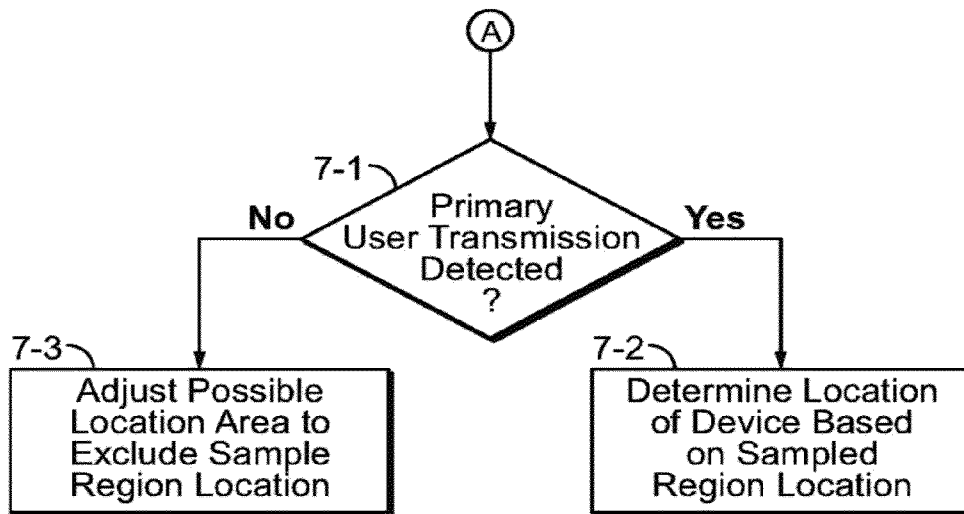 A
7-1
Primary
User Transmission
Detected
?
No
Yes
7-3
Adjust Possible
Location Area to
Exclude Sample
Region Location
7-2
Determine Location
of Device Based
on Sampled
Region Location